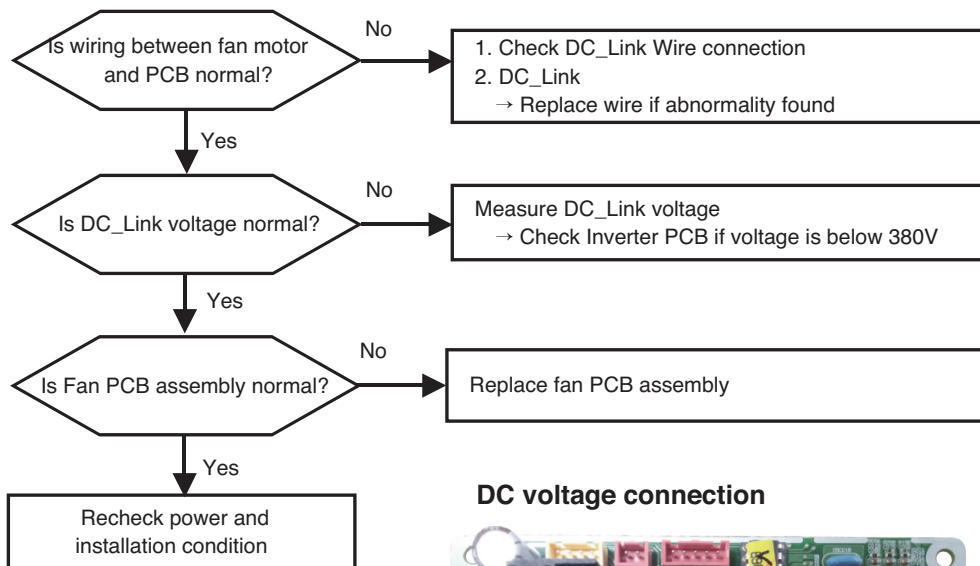 Is wiring between fan motor
and PCB normal?
No
1. Check DC_Link Wire connection
2. DC_Link
→ Replace wire if abnormality found
Yes
Is DC_Link voltage normal?
No
Measure DC_Link voltage
→ Check Inverter PCB if voltage is below 380V
Yes
Is Fan PCB assembly normal?
No
Replace fan PCB assembly
Yes
Recheck power and
installation condition
DC voltage connection